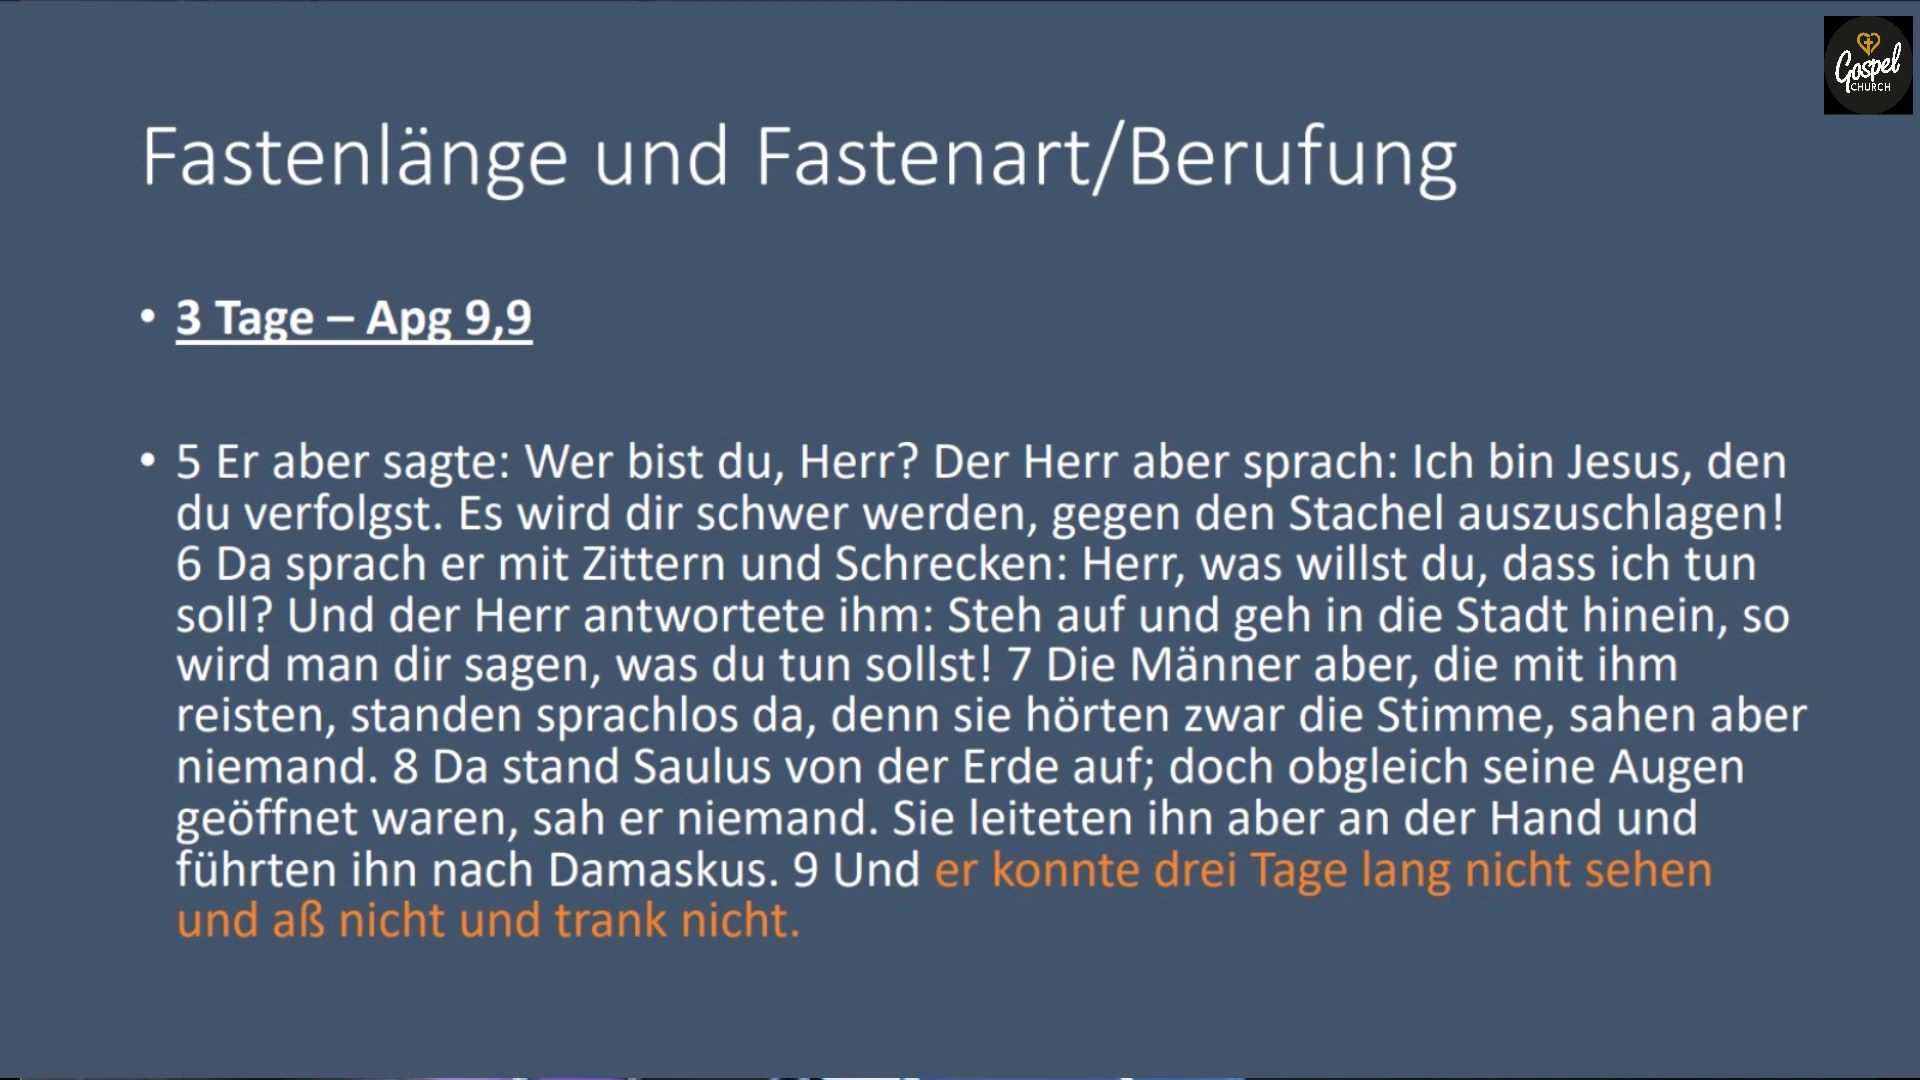 Gospel
CHURCH
Fastenlänge und Fastenart/Berufung
• 3 Tage – Apg 9,9
• 5 Er aber sagte: Wer bist du, Herr? Der Herr aber sprach: Ich bin Jesus, den
du verfolgst. Es wird dir schwer werden, gegen den Stachel auszuschlagen!
6 Da sprach er mit Zittern und Schrecken: Herr, was willst du, dass ich tun
soll? Und der Herr antwortete ihm: Steh auf und geh in die Stadt hinein, so
wird man dir sagen, was du tun sollst! 7 Die Männer aber, die mit ihm
reisten, standen sprachlos da, denn sie hörten zwar die Stimme, sahen aber
niemand. 8 Da stand Saulus von der Erde auf; doch obgleich seine Augen
geöffnet waren, sah er niemand. Sie leiteten ihn aber an der Hand und
führten ihn nach Damaskus. 9 Und er konnte drei Tage lang nicht sehen
und aß nicht und trank nicht.